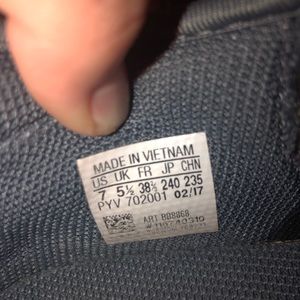 MADE IN VIETNAM
US UK FR JP CHN
7 5½ 38⅔ 240 235
PYV 702001 02/17
ART BB8868